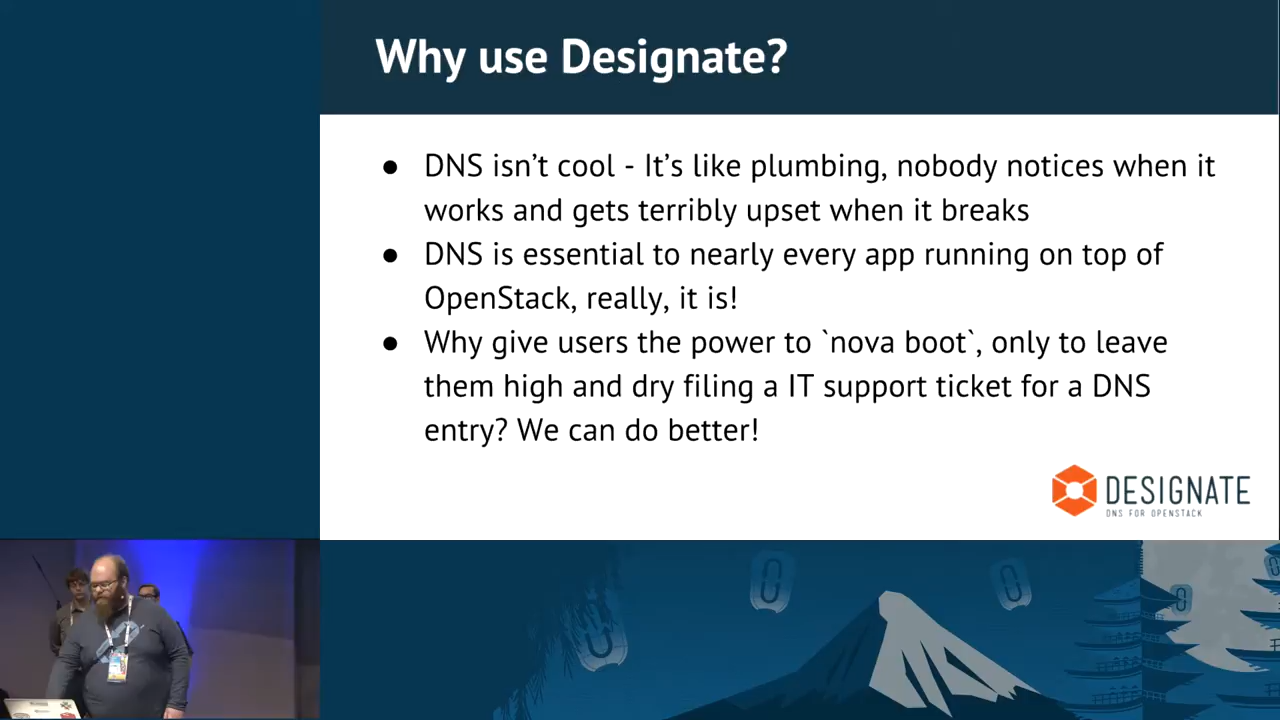 Why use Designate?
● DNS isn’t cool - It’s like plumbing, nobody notices when it
works and gets terribly upset when it breaks
● DNS is essential to nearly every app running on top of
OpenStack, really, it is!
● Why give users the power to `nova boot`, only to leave
them high and dry filing a IT support ticket for a DNS
entry? We can do better!
DESIGNATE
DNS FOR OPENSTACK